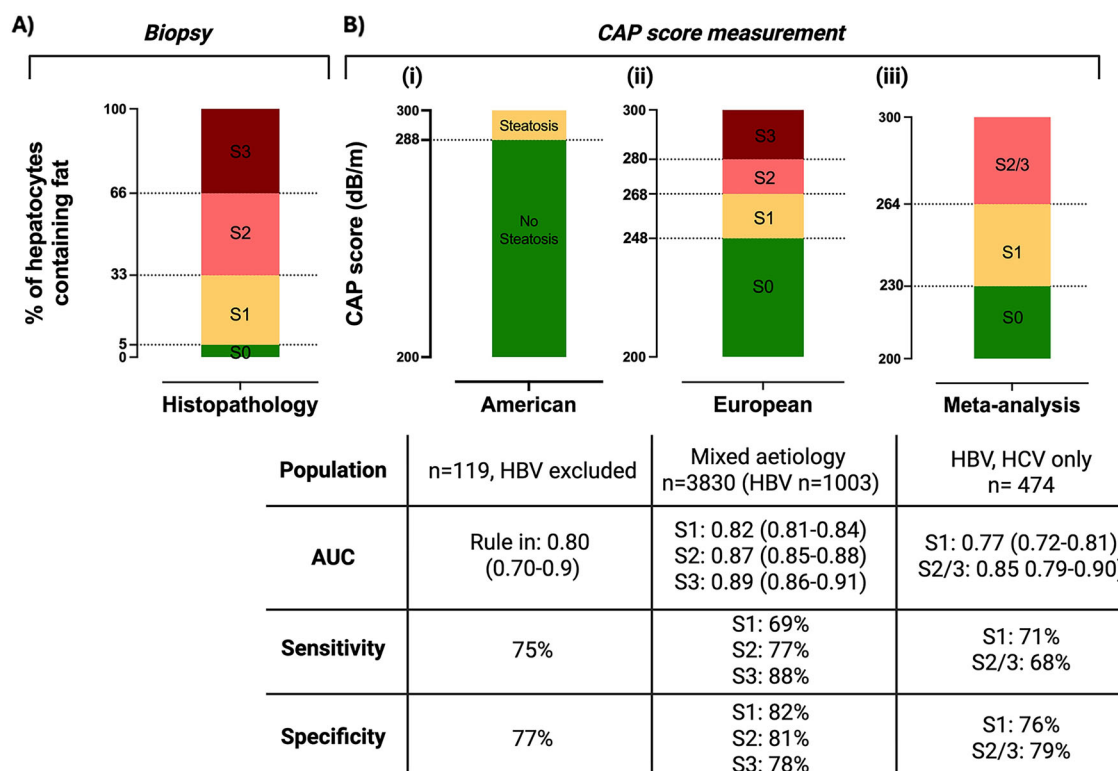 A)
Biopsy
B)
CAP score measurement
(i)
(ii)
(iii)
% of hepatocytes
containing fat
100
66
33
5
0
S3
S2
S1
S0
Histopathology
CAP score (dB/m)
300
288
200
Steatosis
No
Steatosis
American
300
280
268
248
200
S3
S2
S1
S0
European
300
264
230
200
S2/3
S1
S0
Meta-analysis
Population
n=119, HBV excluded
Mixed aetiology
n=3830 (HBV n=1003)
HBV, HCV only
n= 474
AUC
Rule in: 0.80
(0.70-0.9)
S1: 0.82 (0.81-0.84)
S2: 0.87 (0.85-0.88)
S3: 0.89 (0.86-0.91)
S1: 0.77 (0.72-0.81)
S2/3: 0.85 0.79-0.90)
Sensitivity
75%
S1: 69%
S2: 77%
S3: 88%
S1: 71%
S2/3: 68%
Specificity
77%
S1: 82%
S2: 81%
S3: 78%
S1: 76%
S2/3: 79%